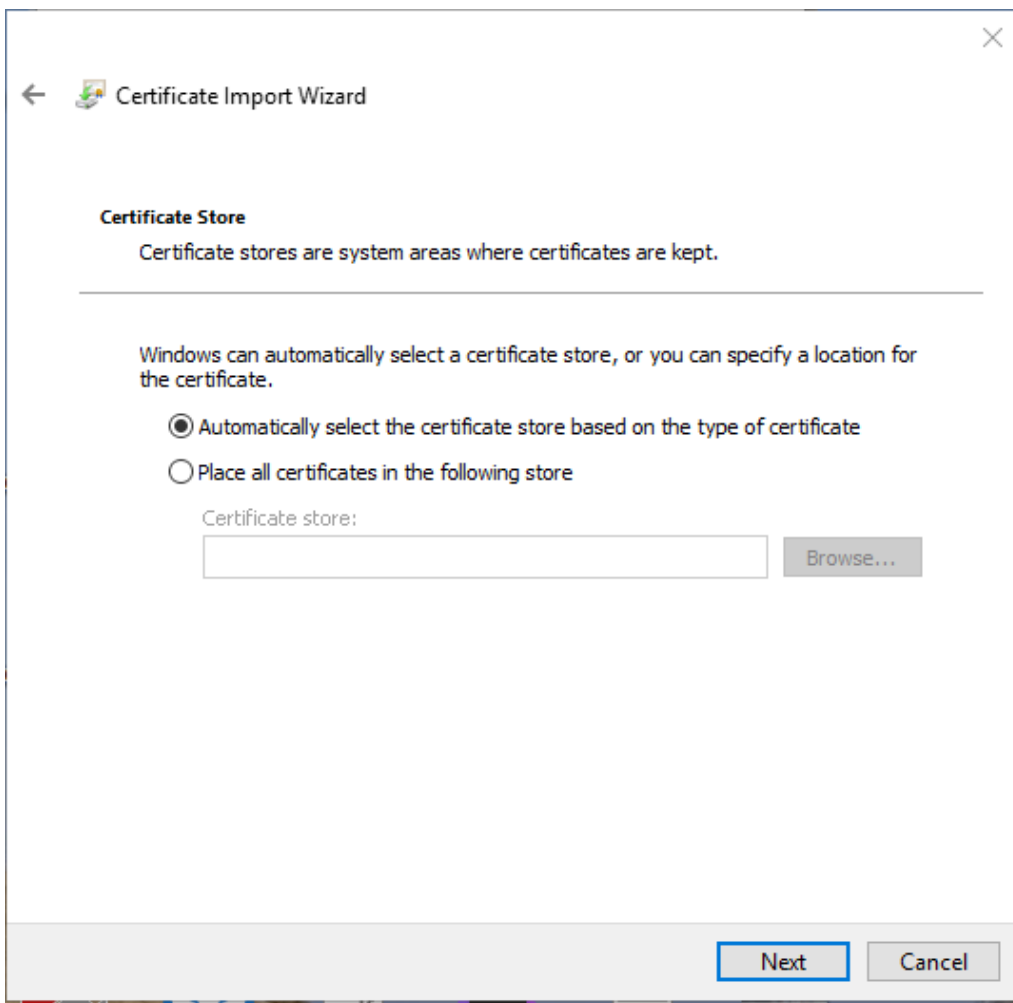 Certificate Import Wizard
Certificate Store
Certificate stores are system areas where certificates are kept.
Windows can automatically select a certificate store, or you can specify a location for
the certificate.
Automatically select the certificate store based on the type of certificate
Place all certificates in the following store
Certificate store:
Browse...
Next
Cancel